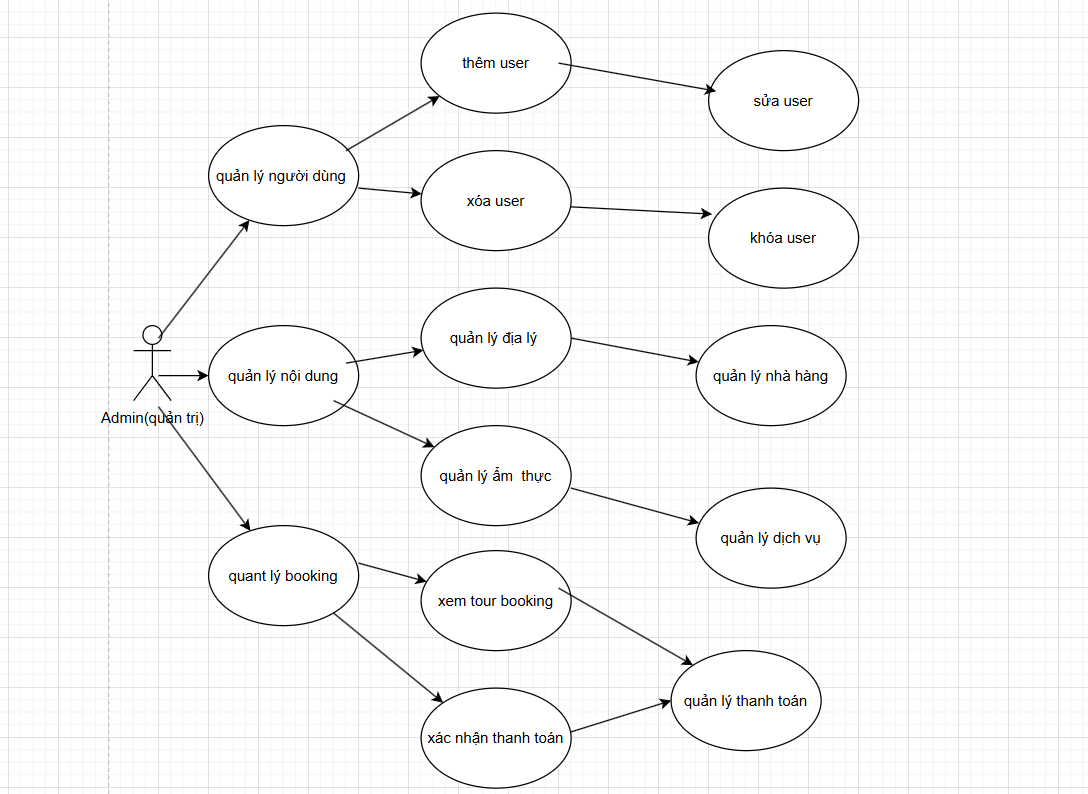 thêm user
sửa user
quản lý người dùng
xóa user
khóa user
quản lý địa lý
quản lý nội dung
quản lý nhà hàng
Admin(quản trị)
quản lý ẩm  thực
quản lý dịch vụ
quant lý booking
xem tour booking
quản lý thanh toán
xác nhận thanh toán